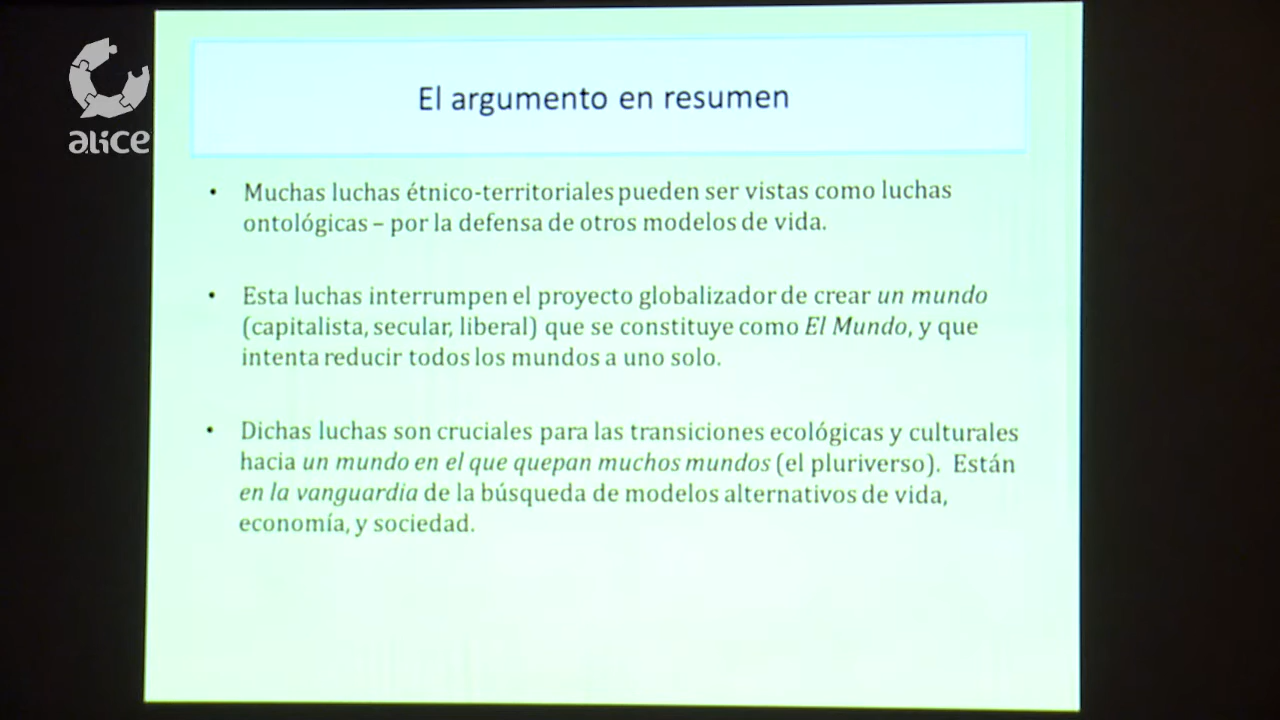 alice
El argumento en resumen
• Muchas luchas étnico-territoriales pueden ser vistas como luchas
ontológicas – por la defensa de otros modelos de vida.
• Esta luchas interrumpen el proyecto globalizador de crear un mundo
(capitalista, secular, liberal) que se constituye como El Mundo, y que
intenta reducir todos los mundos a uno solo.
• Dichas luchas son cruciales para las transiciones ecológicas y culturales
hacia un mundo en el que quepan muchos mundos (el pluriverso). Están
en la vanguardia de la búsqueda de modelos alternativos de vida,
economía, y sociedad.